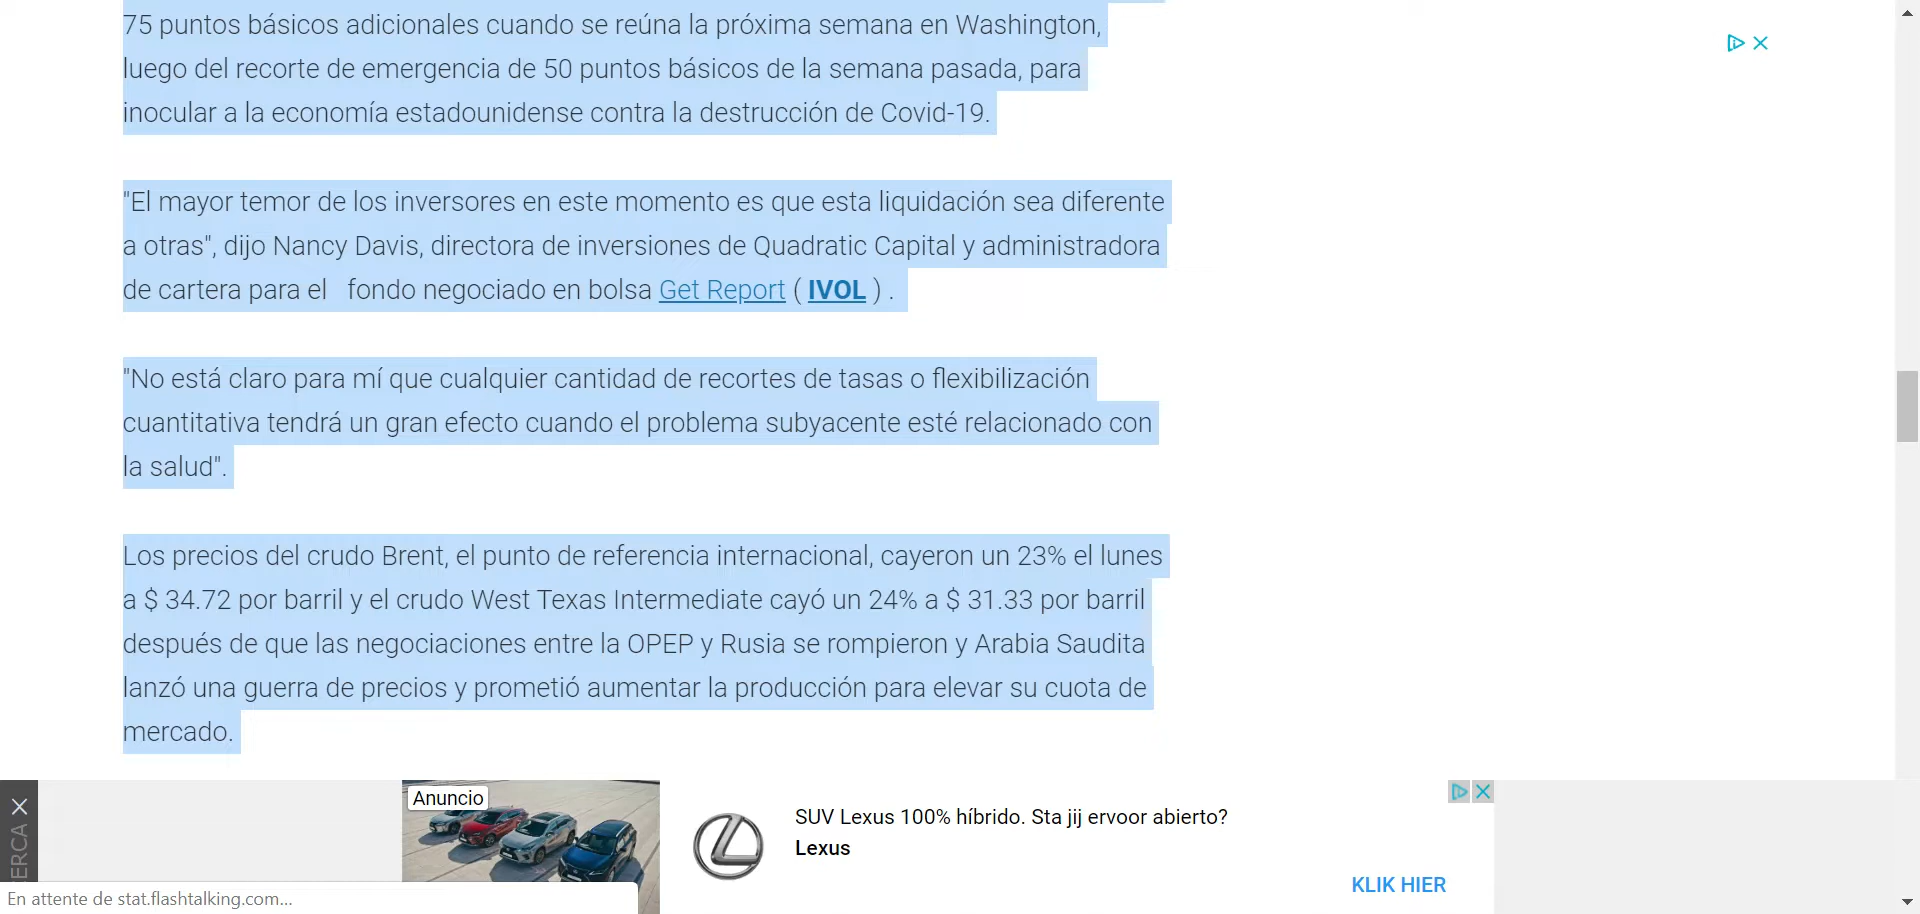 75 puntos básicos adicionales cuando se reúna la próxima semana en Washington,
luego del recorte de emergencia de 50 puntos básicos de la semana pasada, para
inocular a la economía estadounidense contra la destrucción de Covid-19.
"El mayor temor de los inversores en este momento es que esta liquidación sea diferente
a otras", dijo Nancy Davis, directora de inversiones de Quadratic Capital y administradora
de cartera para el fondo negociado en bolsa Get Report ( IVOL ) .
"No está claro para mí que cualquier cantidad de recortes de tasas o flexibilización
cuantitativa tendrá un gran efecto cuando el problema subyacente esté relacionado con
la salud".
Los precios del crudo Brent, el punto de referencia internacional, cayeron un 23% el lunes
a $ 34.72 por barril y el crudo West Texas Intermediate cayó un 24% a $ 31.33 por barril
después de que las negociaciones entre la OPEP y Rusia se rompieron y Arabia Saudita
lanzó una guerra de precios y prometió aumentar la producción para elevar su cuota de
mercado.
ERCA
Anuncio
SUV Lexus 100% híbrido. Sta jij ervoor abierto?
Lexus
KLIK HIER
En attente de stat.flashtalking.com...